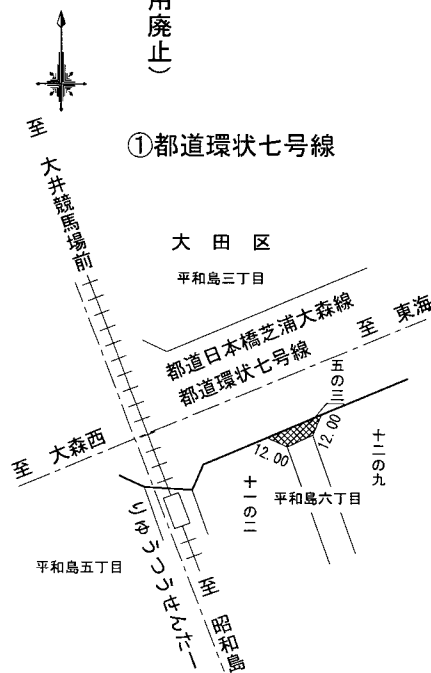 用廃止）
①都道環状七号線
至 大井競馬場前
大田区
平和島三丁目
都道日本橋芝浦大森線
都道環状七号線
至 東海
至 大森西
五の三
12.00
12.00
十二の九
十一の二
平和島六丁目
平和島五丁目
りゅうつうせんたー
至 昭和島